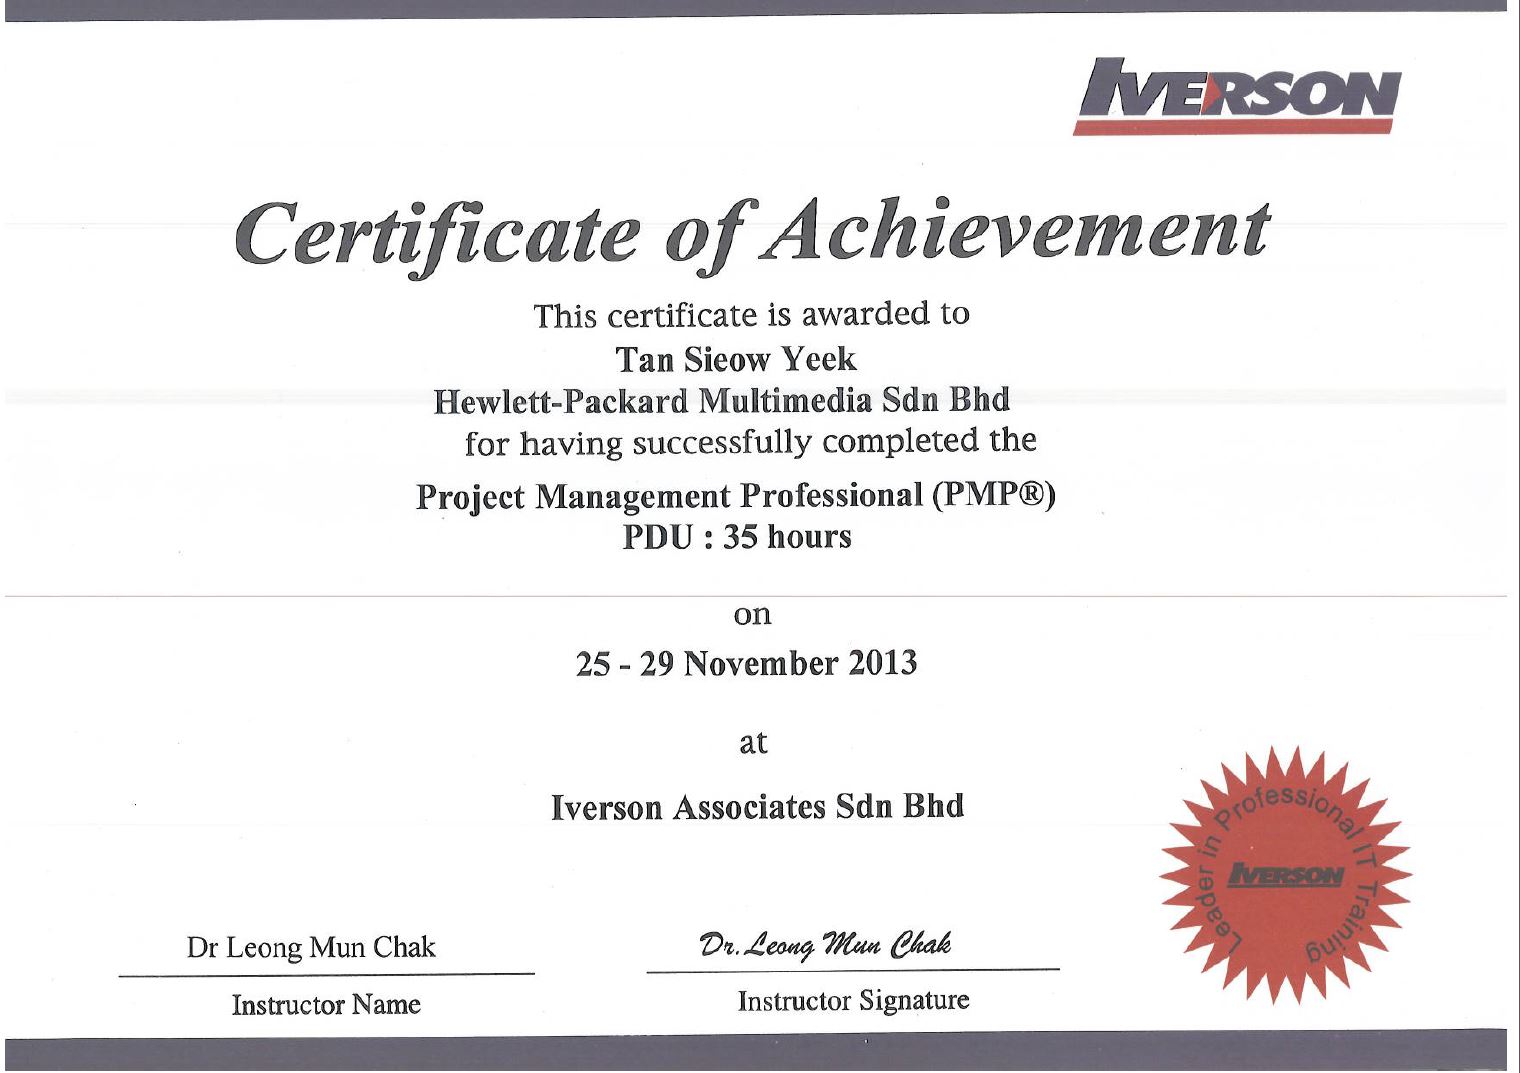 IVERSON
Certificate of Achievement
This certificate is awarded to
Tan Sieow Yeek
Hewlett-Packard Multimedia Sdn Bhd
for having successfully completed the
Project Management Professional (PMP®)
PDU : 35 hours
on
25 - 29 November 2013
at
Iverson Associates Sdn Bhd
Leader in Professional IT Training
IVERSON
Dr Leong Mun Chak
Dr. Leong Mun Chak
Instructor Name
Instructor Signature